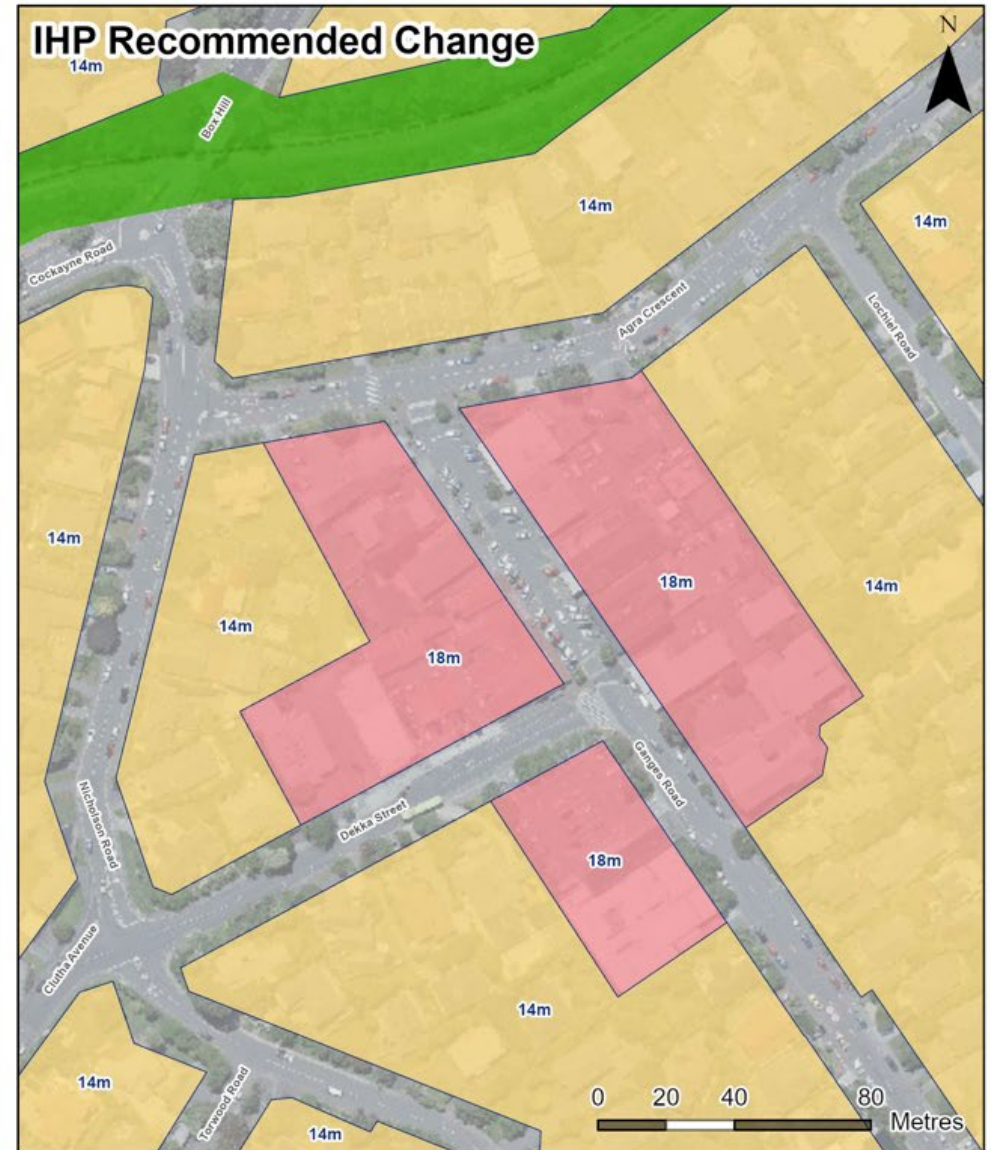 IHP Recommended Change
N
14m
Box Hill
14m
14m
Cockayne Road
Agra Crescent
Lochiel Road
14m
18m
14m
14m
18m
Ganges Road
Nicholson Road
Dekka Street
18m
Clutha Avenue
14m
14m
Torwood Road
14m
0 20 40 80
Metres